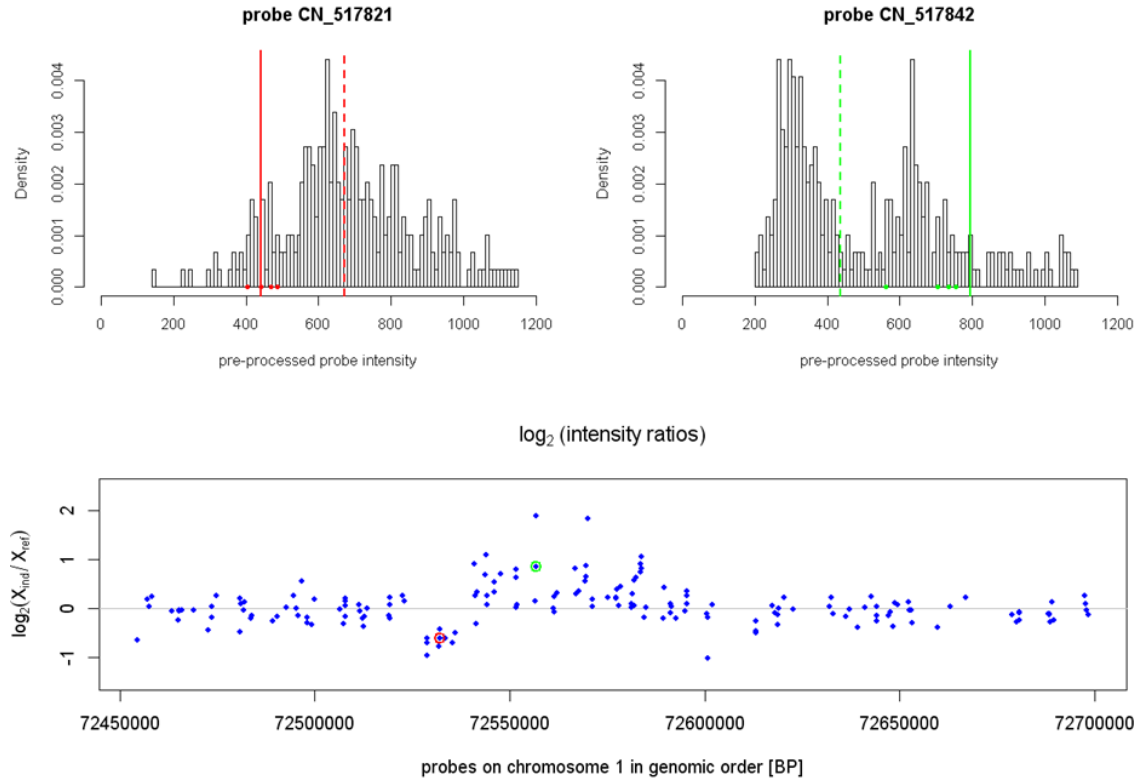 probe CN_517821
Density
0.000 0.001 0.002 0.003 0.004
0 200 400 600 800 1000 1200
pre-processed probe intensity
probe CN_517842
Density
0.000 0.001 0.002 0.003 0.004
0 200 400 600 800 1000 1200
pre-processed probe intensity
log₂ (intensity ratios)
log₂(X_ind / X_ref)
-1 0 1 2
72450000 72500000 72550000 72600000 72650000 72700000
probes on chromosome 1 in genomic order [BP]